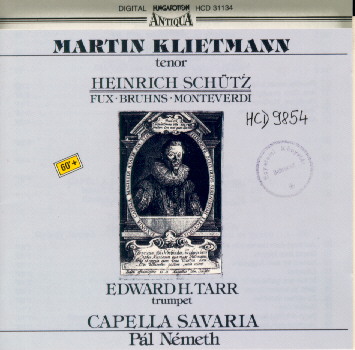 DIGITAL HUNGAROTON HCD 31134
ANTIQUA
MARTIN KLIETMANN
tenor
HEINRICH SCHÜTZ
FUX · BRUHNS · MONTEVERDI
HCD 9854
60'+
EDWARD H. TARR
trumpet
CAPELLA SAVARIA
Pál Németh